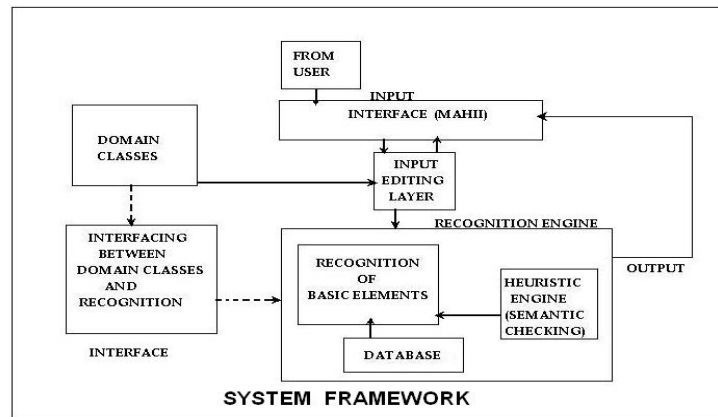 FROM
USER
INPUT
INTERFACE (MAHII)
DOMAIN
CLASSES
INPUT
EDITING
LAYER
RECOGNITION ENGINE
INTERFACING
BETWEEN
DOMAIN CLASSES
AND
RECOGNITION
INTERFACE
RECOGNITION
OF
BASIC ELEMENTS
HEURISTIC
ENGINE
(SEMANTIC
CHECKING)
DATABASE
OUTPUT
SYSTEM FRAMEWORK